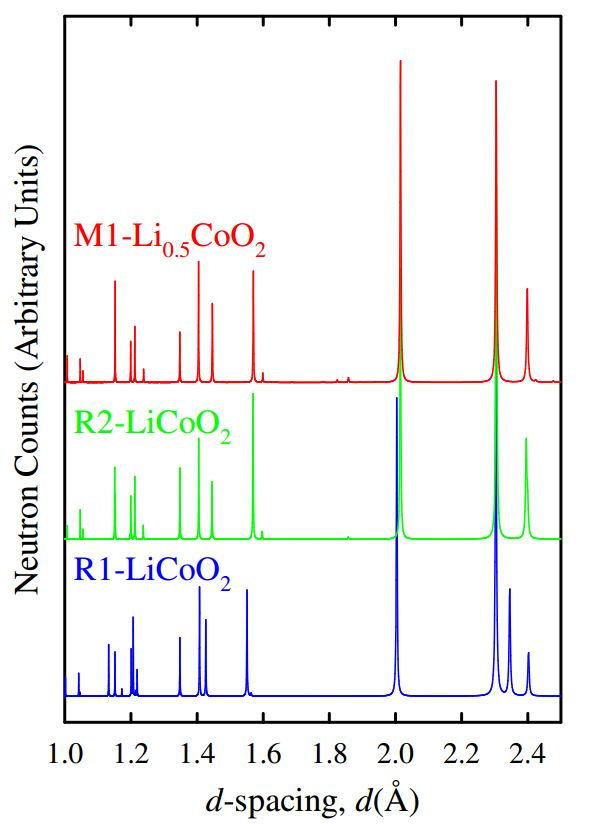 Neutron Counts (Arbitrary Units)
M1-Li0.5CoO2
R2-LiCoO2
R1-LiCoO2
1.0 1.2 1.4 1.6 1.8 2.0 2.2 2.4
d-spacing, d(Å)